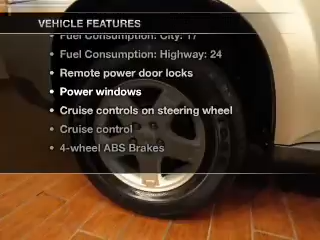 VEHICLE FEATURES
• Fuel Consumption: City: 17
• Fuel Consumption: Highway: 24
• Remote power door locks
• Power windows
• Cruise controls on steering wheel
• Cruise control
• 4-wheel ABS Brakes